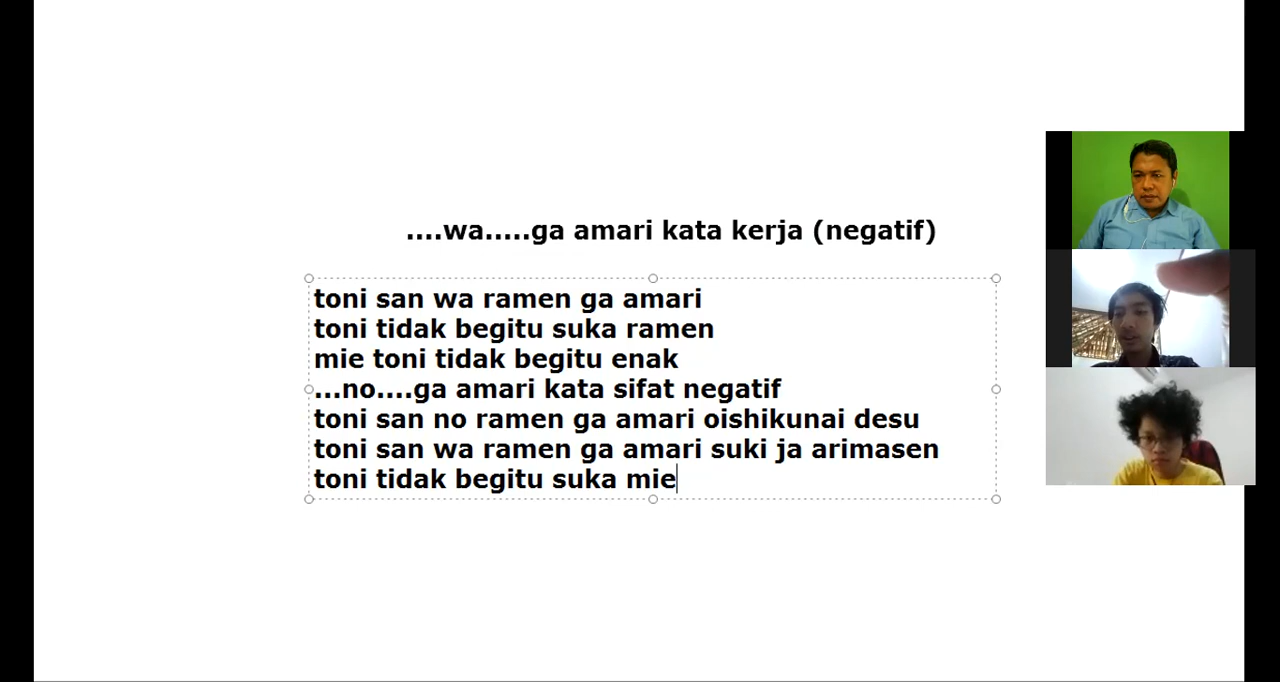 ....wa.....ga amari kata kerja (negatif)
toni san wa ramen ga amari
toni tidak begitu suka ramen
mie toni tidak begitu enak
...no....ga amari kata sifat negatif
toni san no ramen ga amari oishikunai desu
toni san wa ramen ga amari suki ja arimasen
toni tidak begitu suka mie